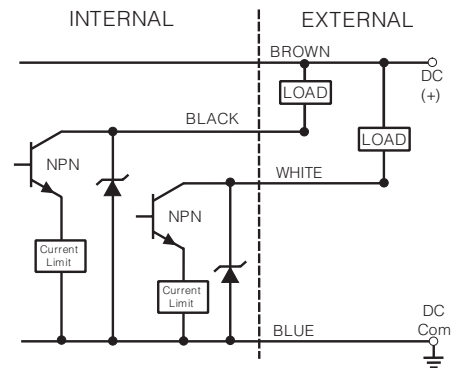 INTERNAL
EXTERNAL
BROWN
DC
(+)
LOAD
BLACK
LOAD
NPN
WHITE
NPN
Current
Limit
Current
Limit
DC
Com
BLUE